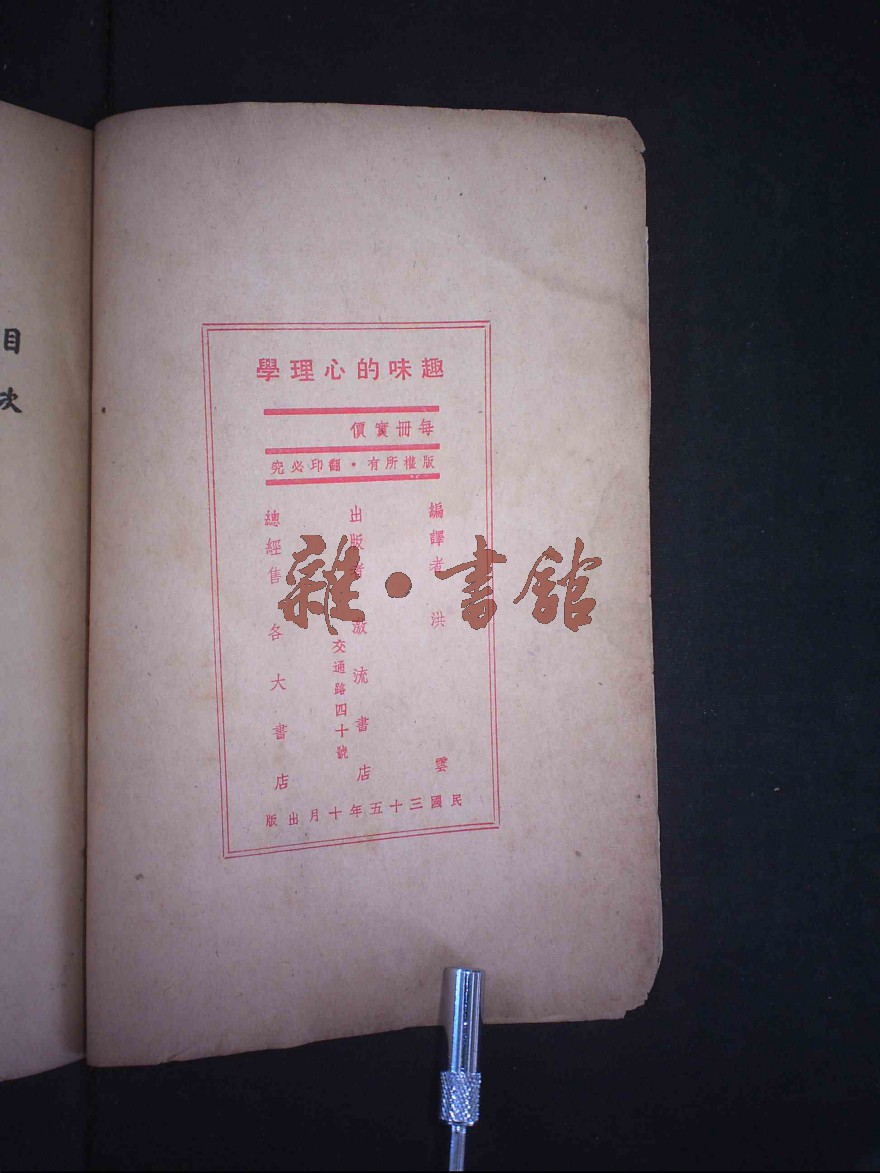 目次
趣味的心理學
每冊實價
版權所有・翻印必究
編譯者 洪 雲
出版者 激流書店
交通路四十號
總經售 各大書店
民國三十五年十月出版
雜・書館